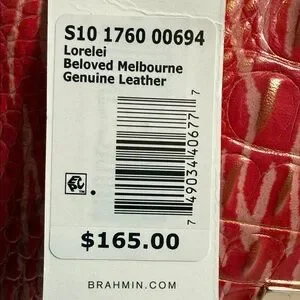 S10 1760 00694
Lorelei
Beloved Melbourne
Genuine Leather
7 49034 40677 7
$165.00
BRAHMIN.COM